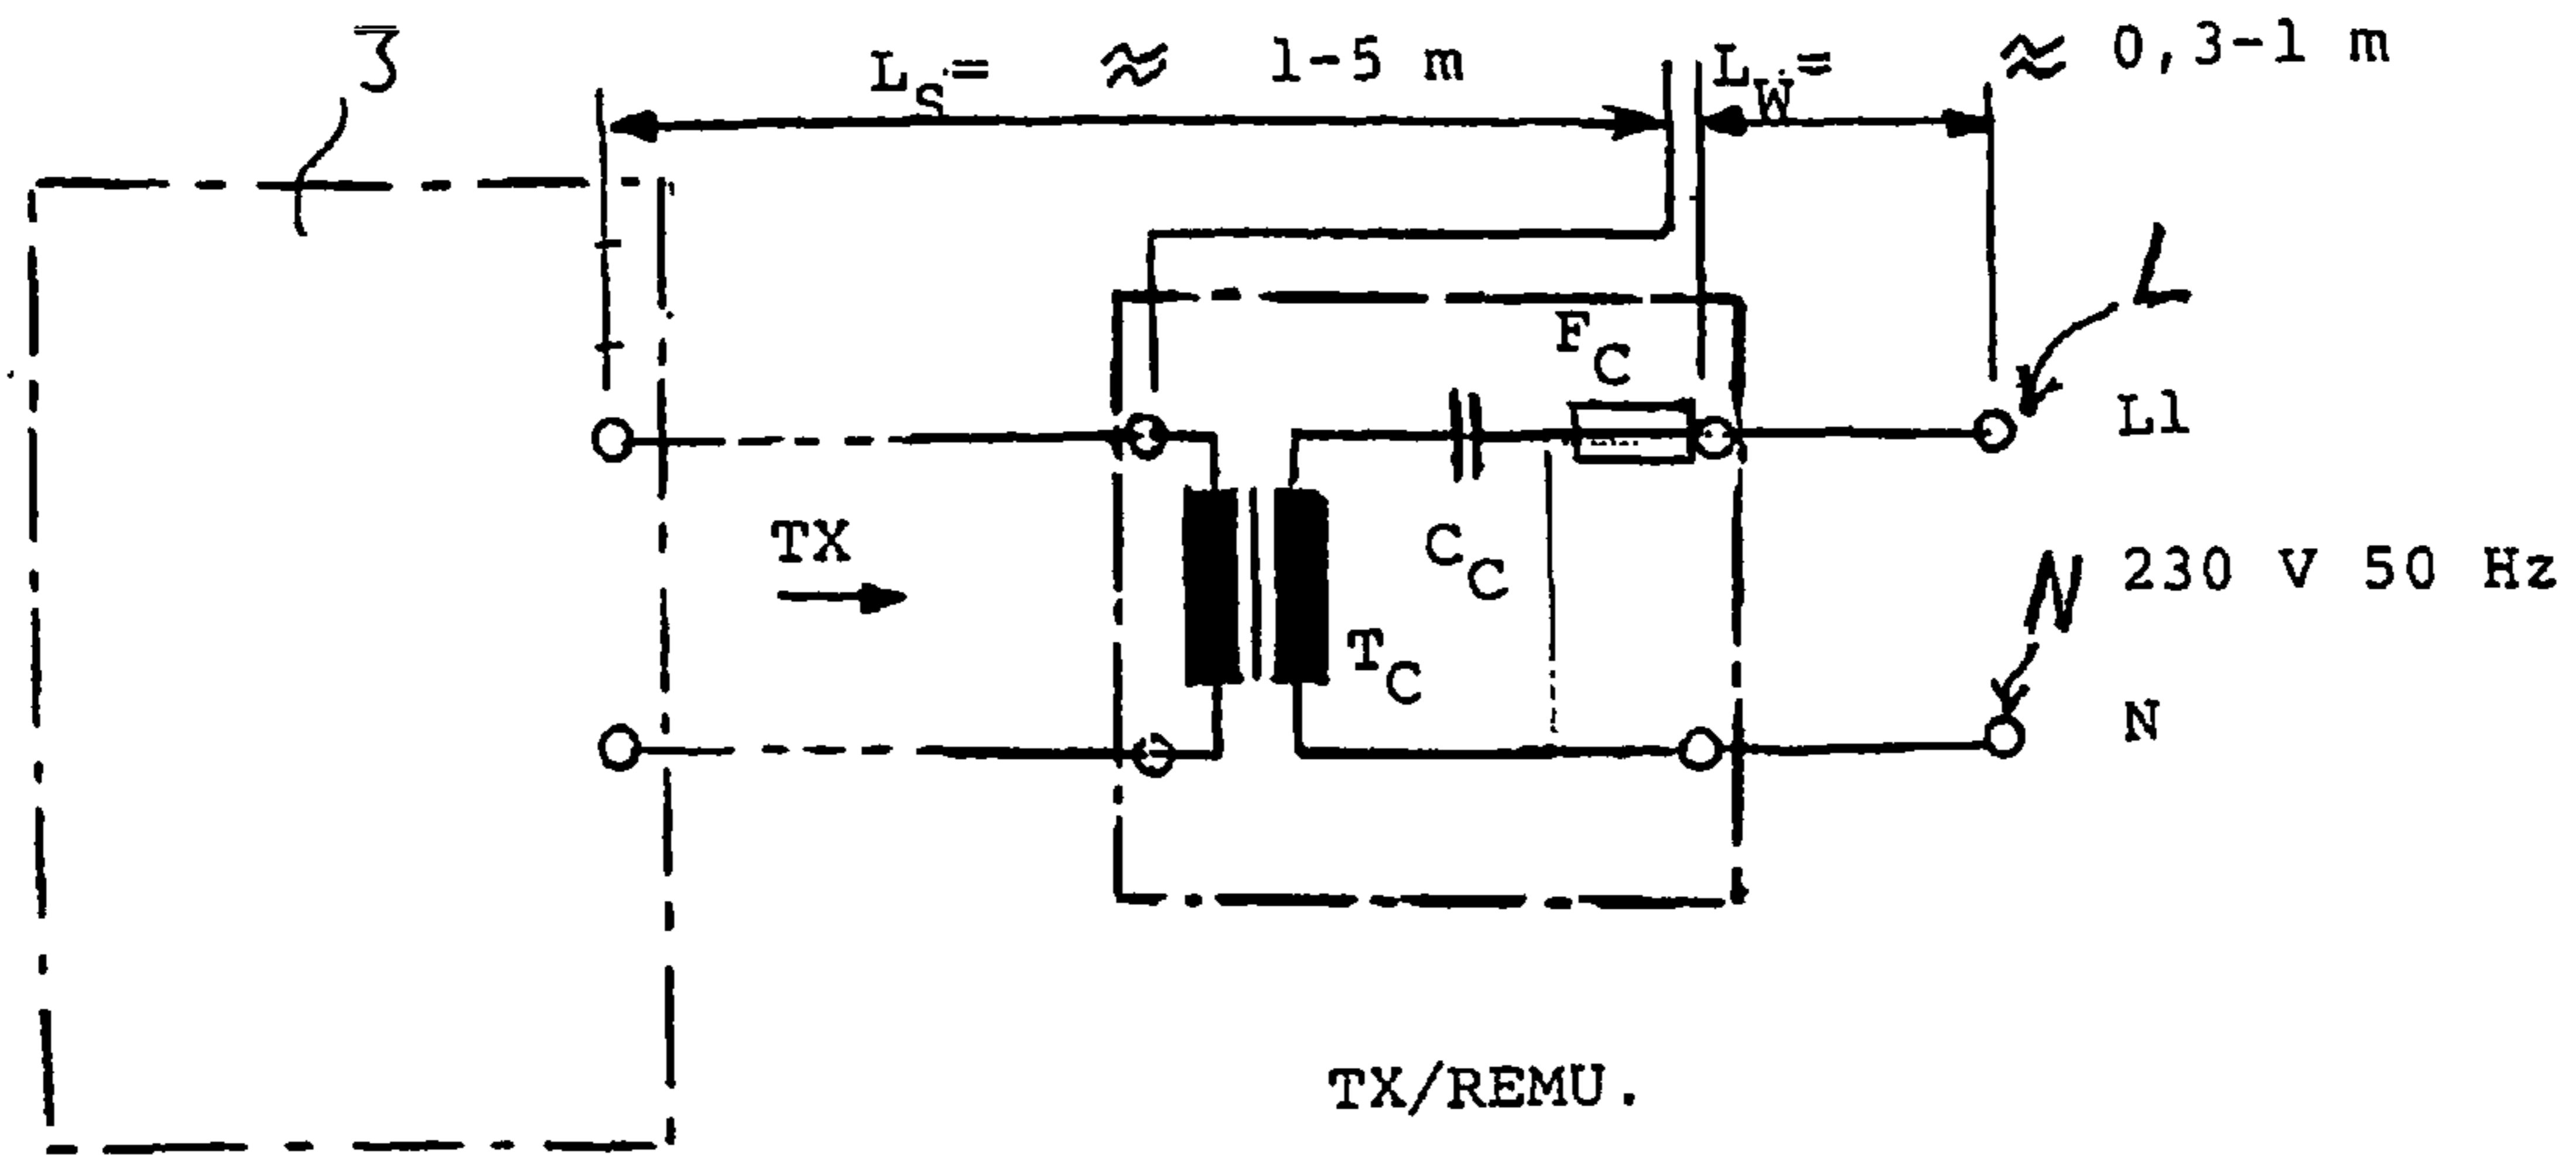 3
L_S = ≈ 1-5 m
L_W = ≈ 0,3-1 m
L
F_C
L1
TX
C_C
N 230 V 50 Hz
T_C
N
TX/REMU.